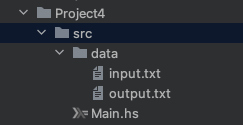 Project4
src
data
input.txt
output.txt
Main.hs